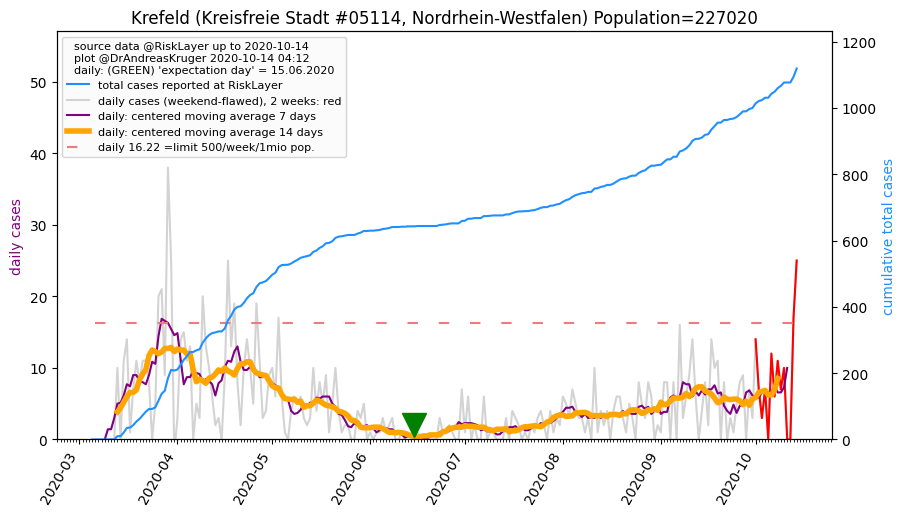 Krefeld (Kreisfreie Stadt #05114, Nordrhein-Westfalen) Population=227020
source data @RiskLayer up to 2020-10-14
plot @DrAndreasKruger 2020-10-14 04:12
daily: (GREEN) 'expectation day' = 15.06.2020
total cases reported at RiskLayer
daily cases (weekend-flawed), 2 weeks: red
daily: centered moving average 7 days
daily: centered moving average 14 days
daily 16.22 =limit 500/week/1mio pop.
daily cases
50
40
30
20
10
0
cumulative total cases
1200
1000
800
600
400
200
0
2020-03
2020-04
2020-05
2020-06
2020-07
2020-08
2020-09
2020-10